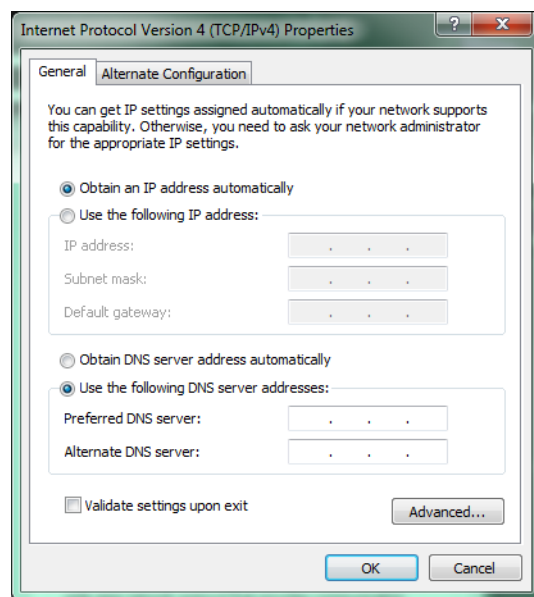 Internet Protocol Version 4 (TCP/IPv4) Properties
?
General
Alternate Configuration
You can get IP settings assigned automatically if your network supports
this capability. Otherwise, you need to ask your network administrator
for the appropriate IP settings.
Obtain an IP address automatically
Use the following IP address:
IP address:
. . .
Subnet mask:
. . .
Default gateway:
. . .
Obtain DNS server address automatically
Use the following DNS server addresses:
Preferred DNS server:
. . .
Alternate DNS server:
. . .
Validate settings upon exit
Advanced...
OK
Cancel